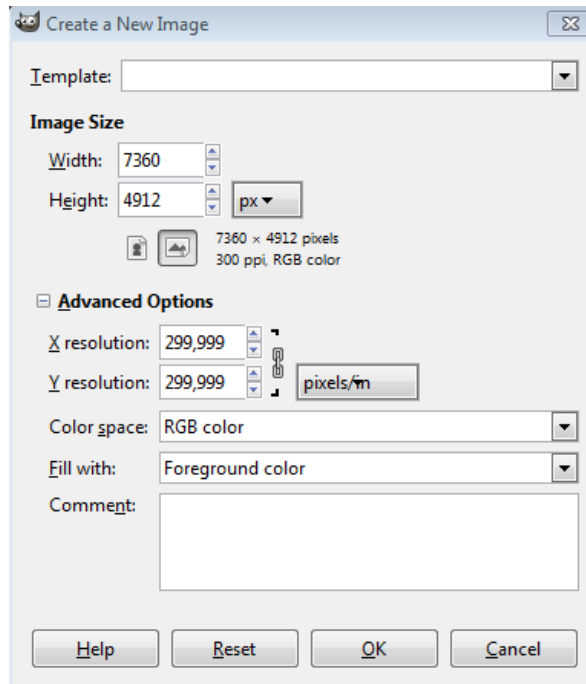 Create a New Image
Template:
Image Size
Width: 7360
Height: 4912 px
7360 × 4912 pixels
300 ppi, RGB color
Advanced Options
X resolution: 299,999
Y resolution: 299,999 pixels/in
Color space: RGB color
Fill with: Foreground color
Comment:
Help Reset OK Cancel